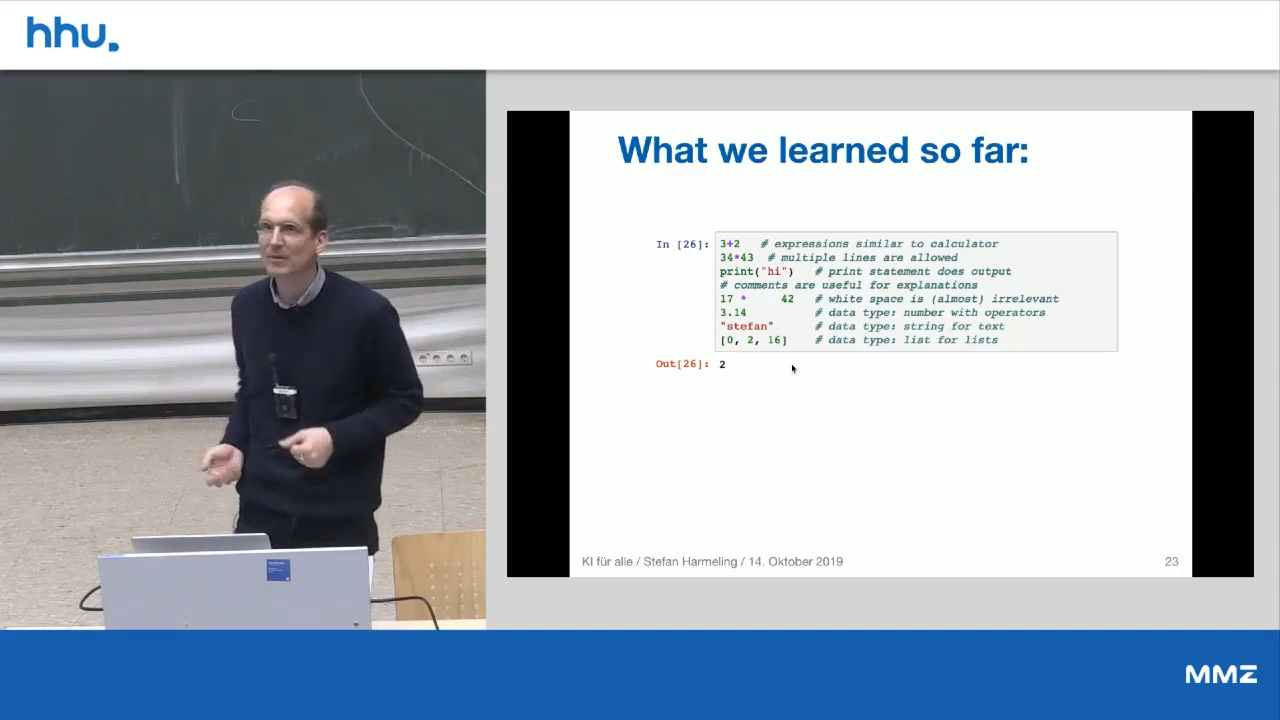 hhu.
What we learned so far:
In [26]:
3+2   # expressions similar to calculator
34*43  # multiple lines are allowed
print("hi")   # print statement does output
# comments are useful for explanations
17 *     42   # white space is (almost) irrelevant
3.14          # data type: number with operators
"stefan"      # data type: string for text
[0, 2, 16]    # data type: list for lists
Out[26]: 2
KI für alle / Stefan Harmeling / 14. Oktober 2019
23
MMZ